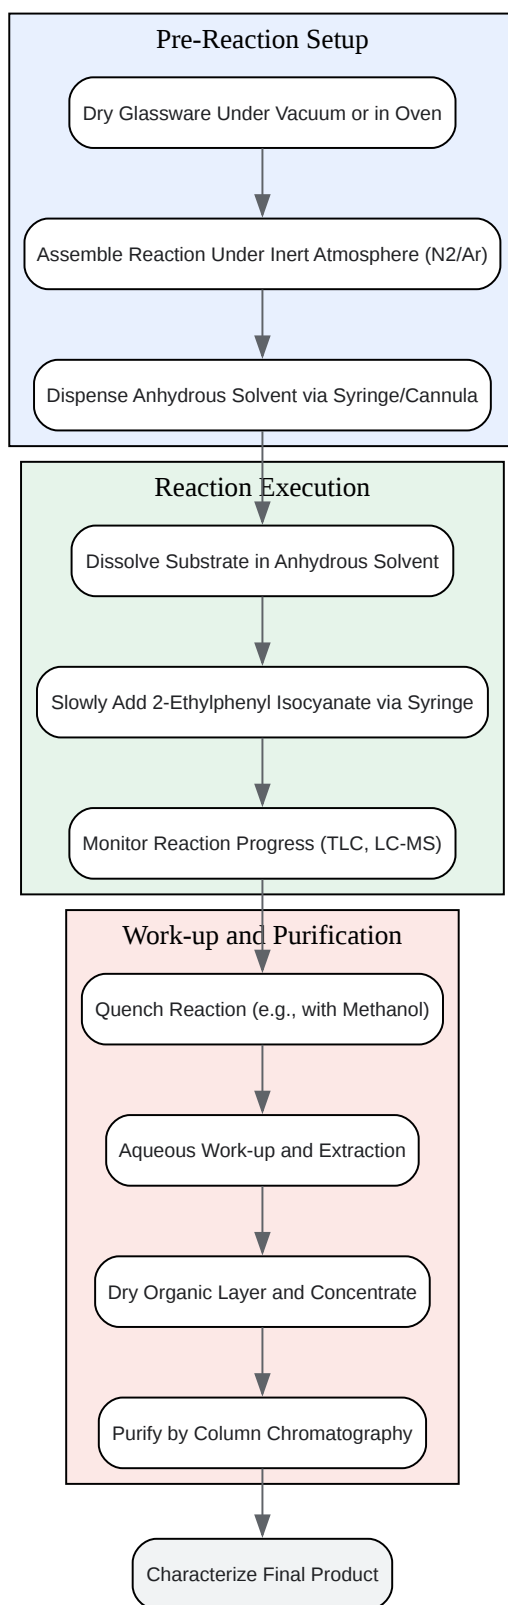 Pre-Reaction Setup
Dry Glassware Under Vacuum or in Oven
Assemble Reaction Under Inert Atmosphere (N2/Ar)
Dispense Anhydrous Solvent via Syringe/Cannula
Reaction Execution
Dissolve Substrate in Anhydrous Solvent
Slowly Add 2-Ethylphenyl Isocyanate via Syringe
Monitor Reaction Progress (TLC, LC-MS)
Work-up and Purification
Quench Reaction (e.g., with Methanol)
Aqueous Work-up and Extraction
Dry Organic Layer and Concentrate
Purify by Column Chromatography
Characterize Final Product